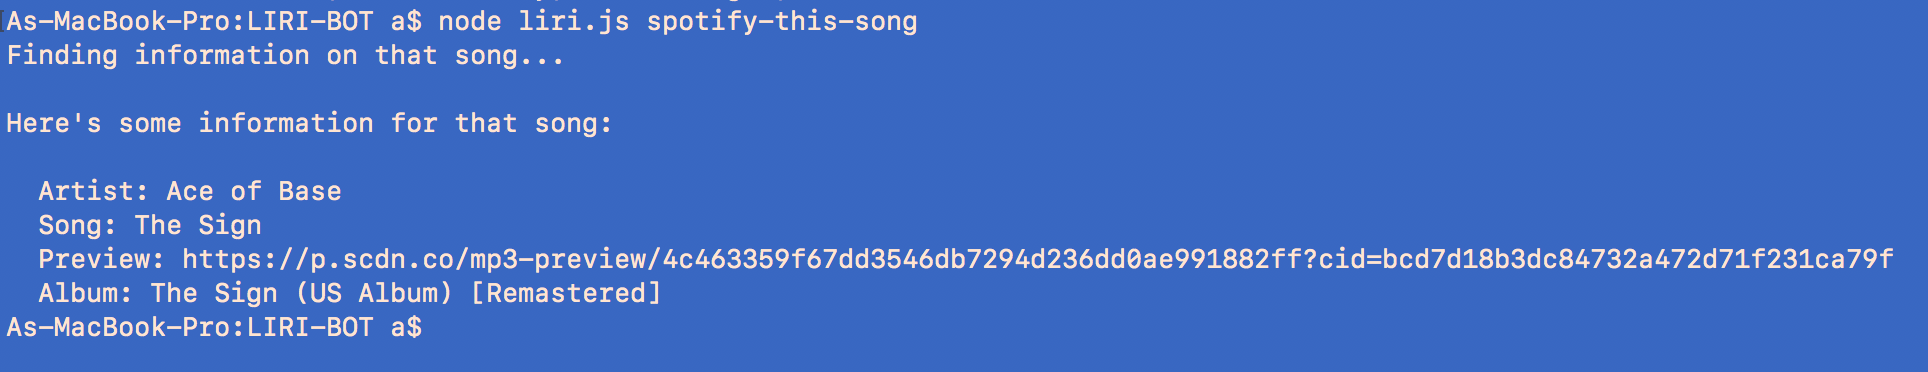 As-MacBook-Pro:LIRI-BOT a$ node liri.js spotify-this-song
Finding information on that song...
Here's some information for that song:
Artist: Ace of Base
Song: The Sign
Preview: https://p.scdn.co/mp3-preview/4c463359f67dd3546db7294d236dd0ae991882ff?cid=bcd7d18b3dc84732a472d71f231ca79f
Album: The Sign (US Album) [Remastered]
As-MacBook-Pro:LIRI-BOT a$